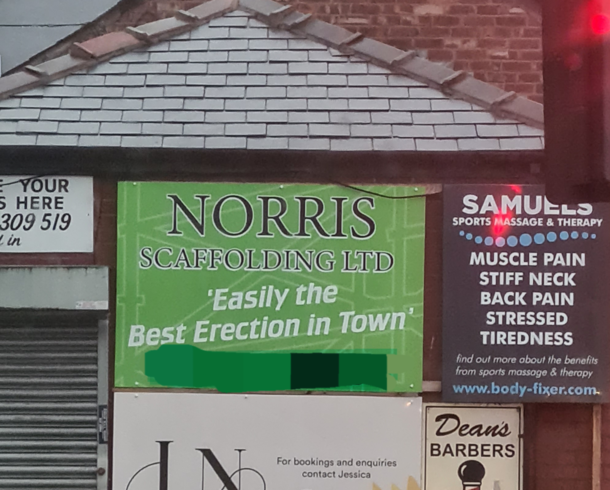 YOUR
S HERE
309 519
in
NORRIS
SCAFFOLDING LTD
'Easily the
Best Erection in Town'
SAMUELS
SPORTS MASSAGE & THERAPY
MUSCLE PAIN
STIFF NECK
BACK PAIN
STRESSED
TIREDNESS
find out more about the benefits
from sports massage & therapy
www.body-fixer.com
For bookings and enquiries
contact Jessica
Dean's
BARBERS